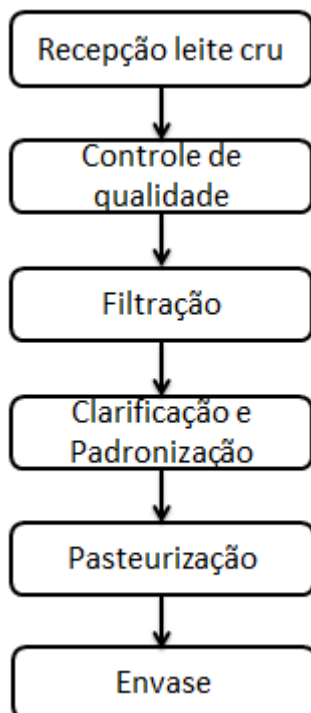 Recepção leite cru
Controle de
qualidade
Filtração
Clarificação e
Padronização
Pasteurização
Envase